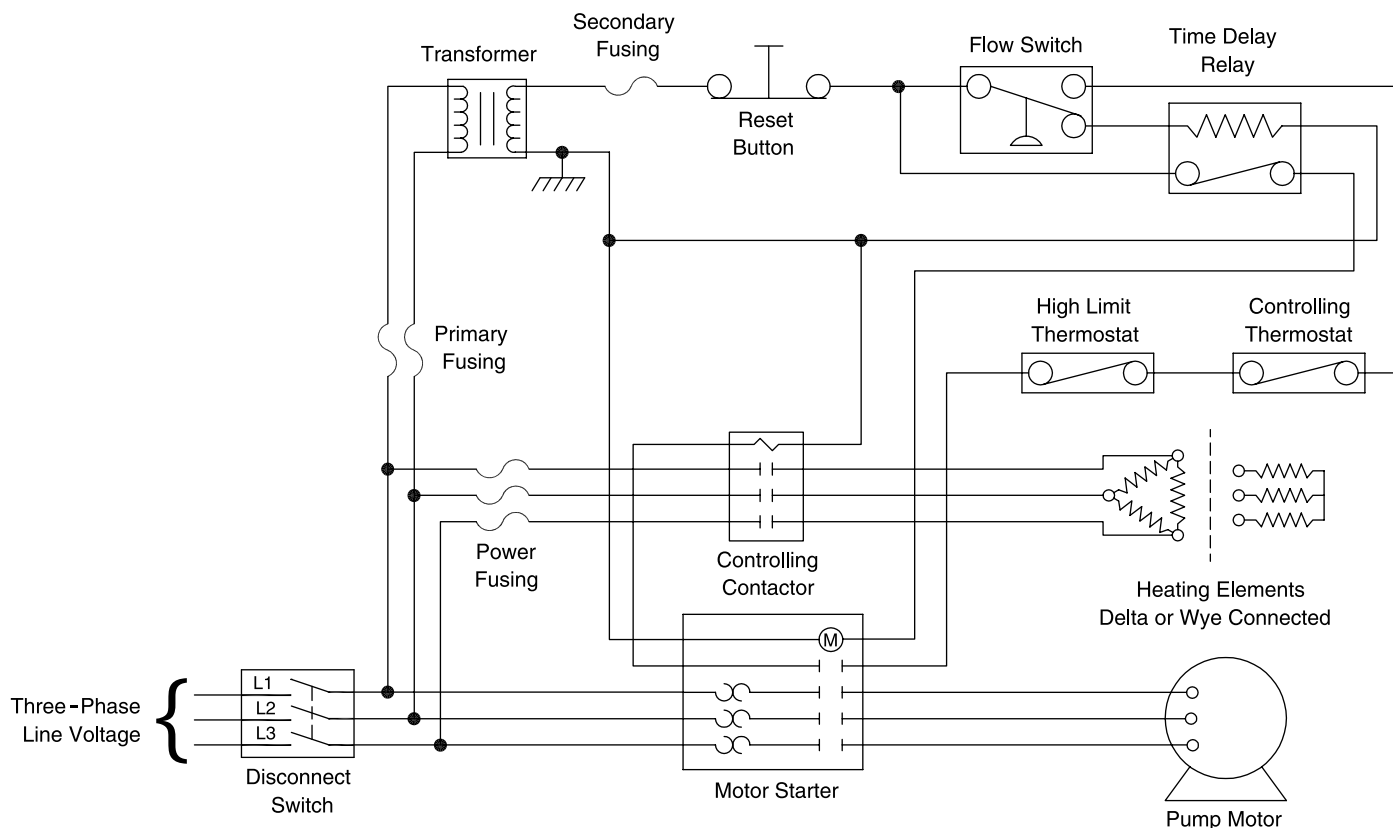 Secondary
Fusing
Transformer
Flow Switch
Time Delay
Relay
Reset
Button
Primary
Fusing
High Limit
Thermostat
Controlling
Thermostat
Power
Fusing
Controlling
Contactor
Heating Elements
Delta or Wye Connected
M
Three-Phase
Line Voltage
L1
L2
L3
Disconnect
Switch
Motor Starter
Pump Motor